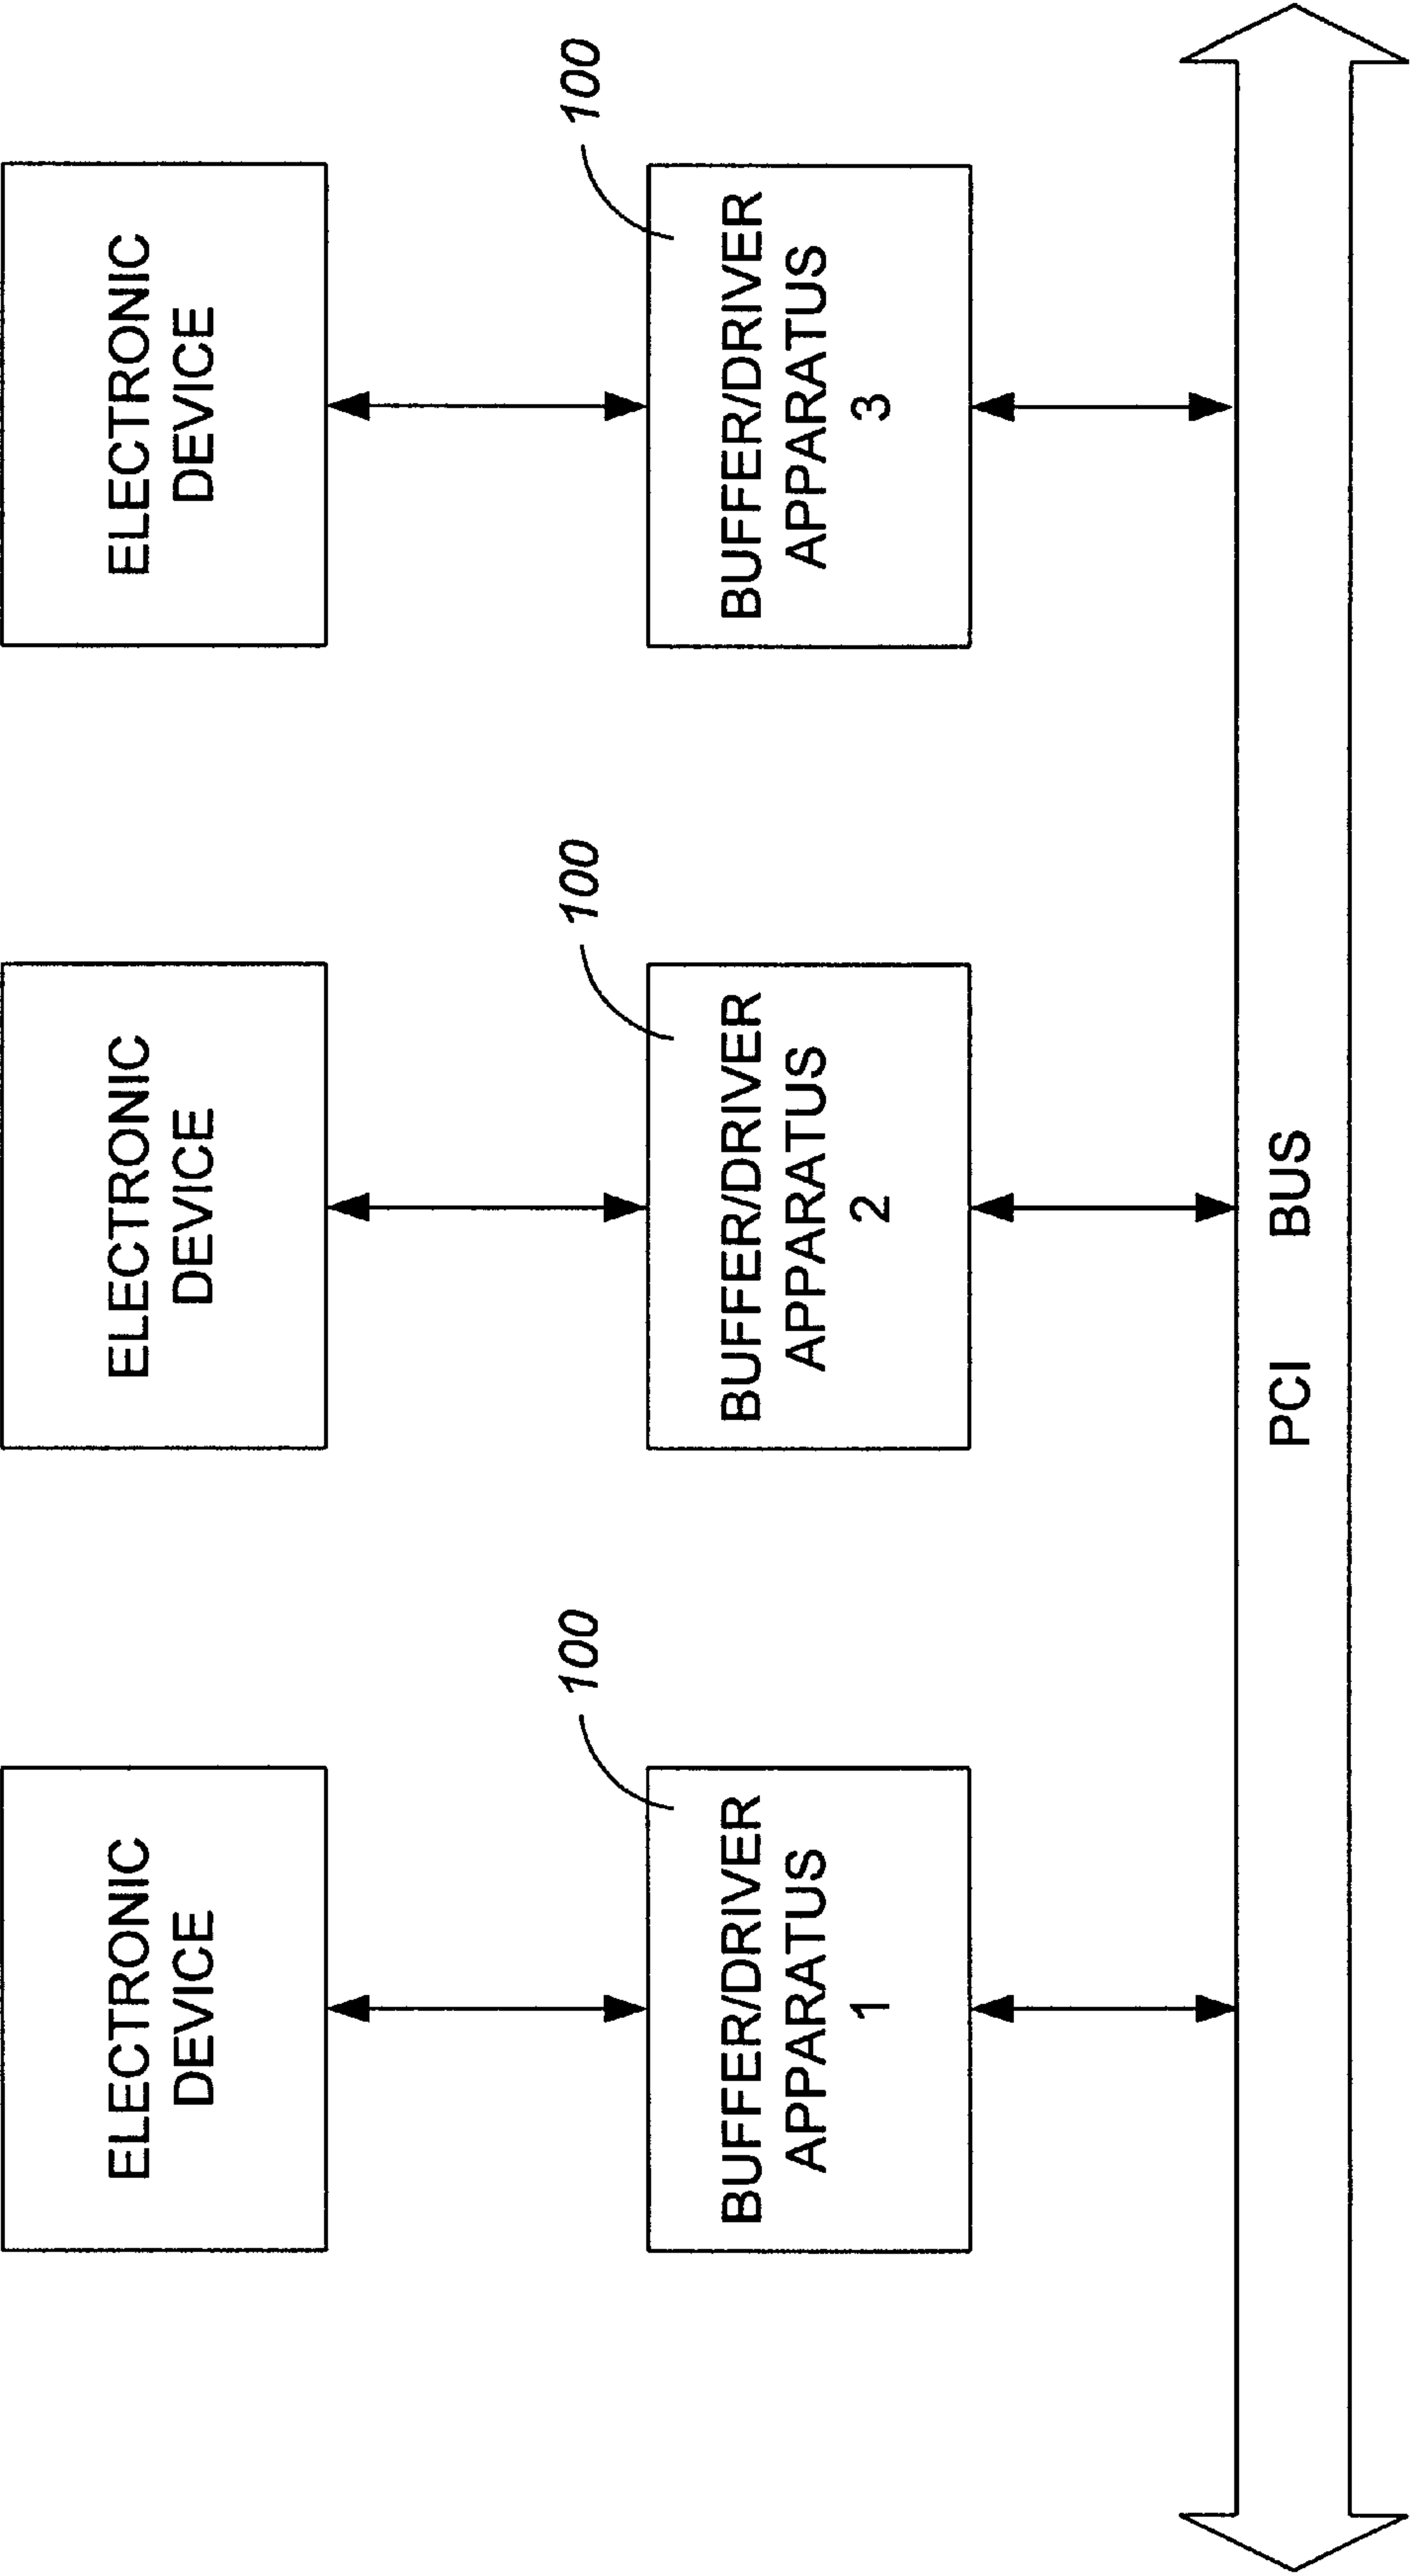 ELECTRONIC
DEVICE
ELECTRONIC
DEVICE
ELECTRONIC
DEVICE
100
100
100
BUFFER/DRIVER
APPARATUS
1
BUFFER/DRIVER
APPARATUS
2
BUFFER/DRIVER
APPARATUS
3
PCI BUS